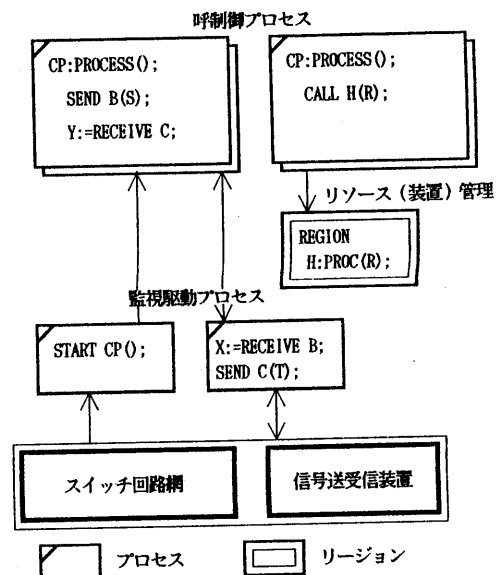 呼制御プロセス
CP:PROCESS();
SEND B(S);
Y:=RECEIVE C;
CP:PROCESS();
CALL H(R);
リソース（装置）管理
REGION
H:PROC(R);
監視駆動プロセス
START CP();
X:=RECEIVE B;
SEND C(T);
スイッチ回路網
信号送受信装置
プロセス
リージョン